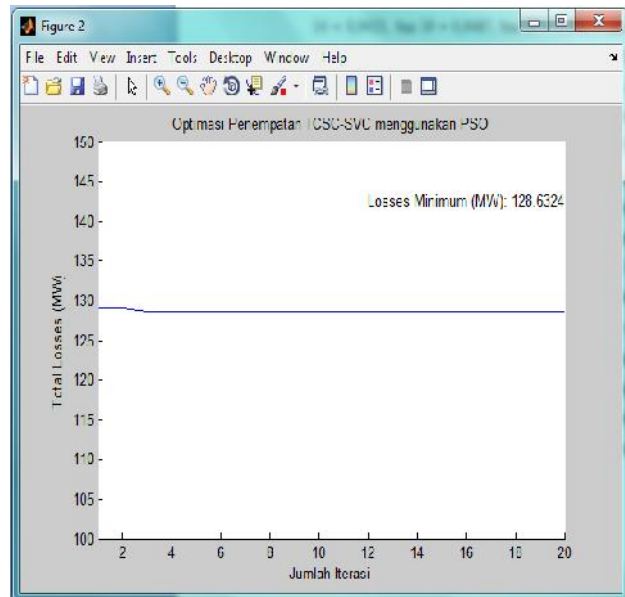 Figure 2
File Edit View Insert Tools Desktop Window Help
Optimasi Penempatan TCSC-SVC menggunakan PSO
Losses Minimum (MW): 128.6324
Total Losses (MW)
150
145
140
135
130
125
120
115
110
105
100
2 4 6 8 10 12 14 16 18 20
Jumlah Iterasi